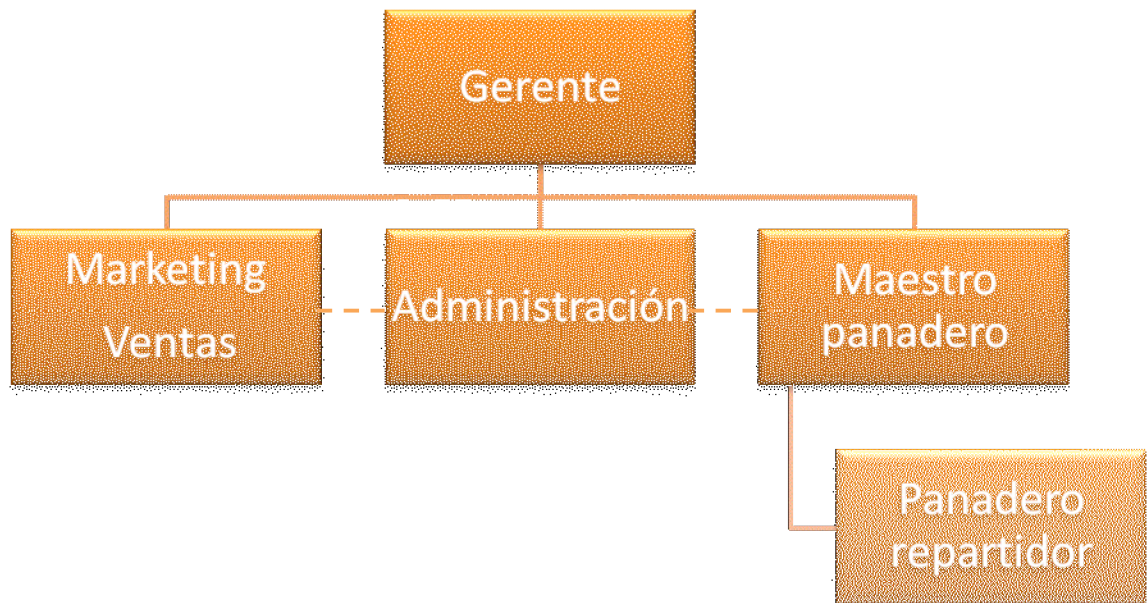 Gerente
Marketing
Ventas
Administración
Maestro
panadero
Panadero
repartidor